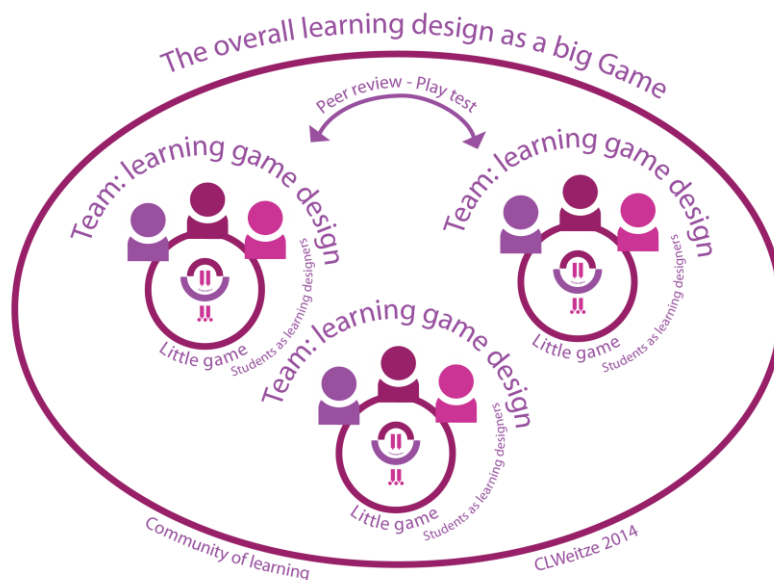 The overall learning design as a big Game
Peer review - Play test
Team: learning game design
Students as learning designers
Little game
Team: learning game design
Students as learning designers
Little game
Team: learning game design
Students as learning designers
Little game
Community of learning
CLWeitze 2014